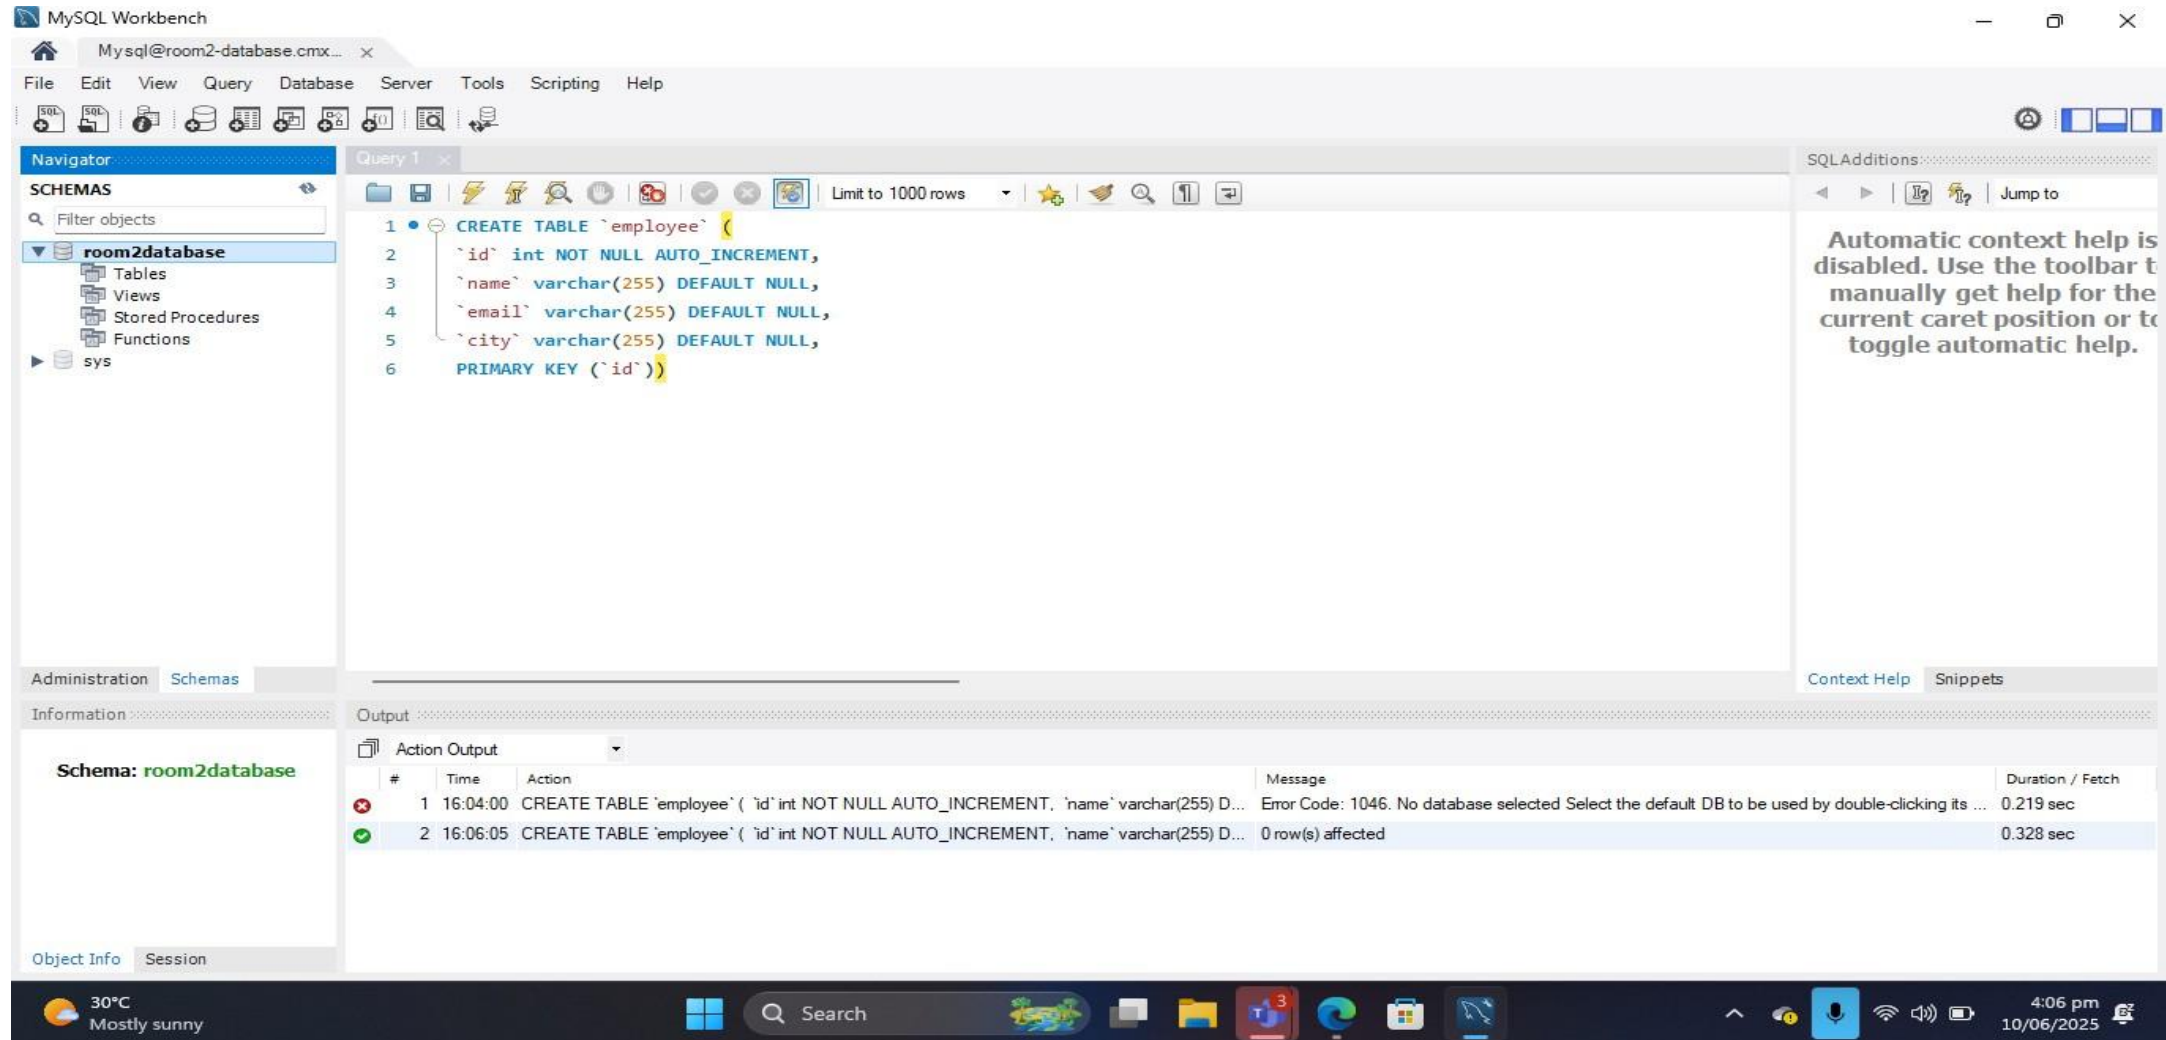 MySQL Workbench
Mysql@room2-database.cmx...
File Edit View Query Database Server Tools Scripting Help
Navigator
SCHEMAS
Filter objects
room2database
Tables
Views
Stored Procedures
Functions
sys
Administration Schemas
Information
Schema: room2database
Object Info Session
Query 1
Limit to 1000 rows
1 CREATE TABLE `employee` (
2 `id` int NOT NULL AUTO_INCREMENT,
3 `name` varchar(255) DEFAULT NULL,
4 `email` varchar(255) DEFAULT NULL,
5 `city` varchar(255) DEFAULT NULL,
6 PRIMARY KEY (`id`))
SQLAdditions
Jump to
Automatic context help is
disabled. Use the toolbar t
manually get help for the
current caret position or to
toggle automatic help.
Context Help Snippets
Output
Action Output
# Time Action Message Duration / Fetch
1 16:04:00 CREATE TABLE `employee` ( `id` int NOT NULL AUTO_INCREMENT, `name` varchar(255) D... Error Code: 1046. No database selected Select the default DB to be used by double-clicking its ... 0.219 sec
2 16:06:05 CREATE TABLE `employee` ( `id` int NOT NULL AUTO_INCREMENT, `name` varchar(255) D... 0 row(s) affected 0.328 sec
30°C
Mostly sunny
Search
3
4:06 pm
10/06/2025